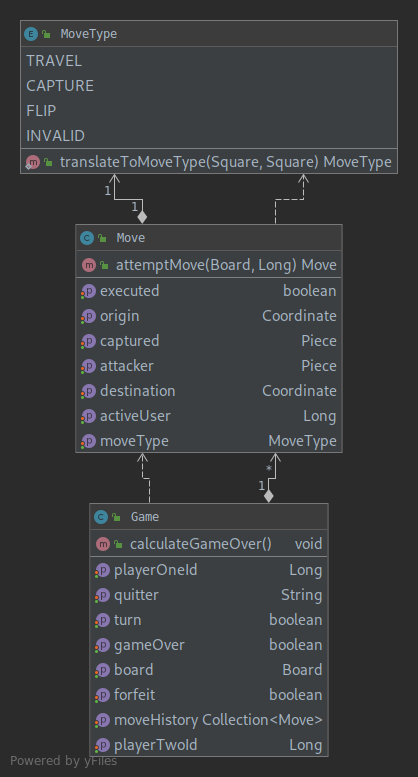 E MoveType
TRAVEL
CAPTURE
FLIP
INVALID
m translateToMoveType(Square, Square) MoveType
1
1
C Move
m attemptMove(Board, Long) Move
p executed boolean
p origin Coordinate
p captured Piece
p attacker Piece
p destination Coordinate
p activeUser Long
p moveType MoveType
*
1
C Game
m calculateGameOver() void
p playerOneId Long
p quitter String
p turn boolean
p gameOver boolean
p board Board
p forfeit boolean
p moveHistory Collection<Move>
p playerTwoId Long
Powered by yFiles